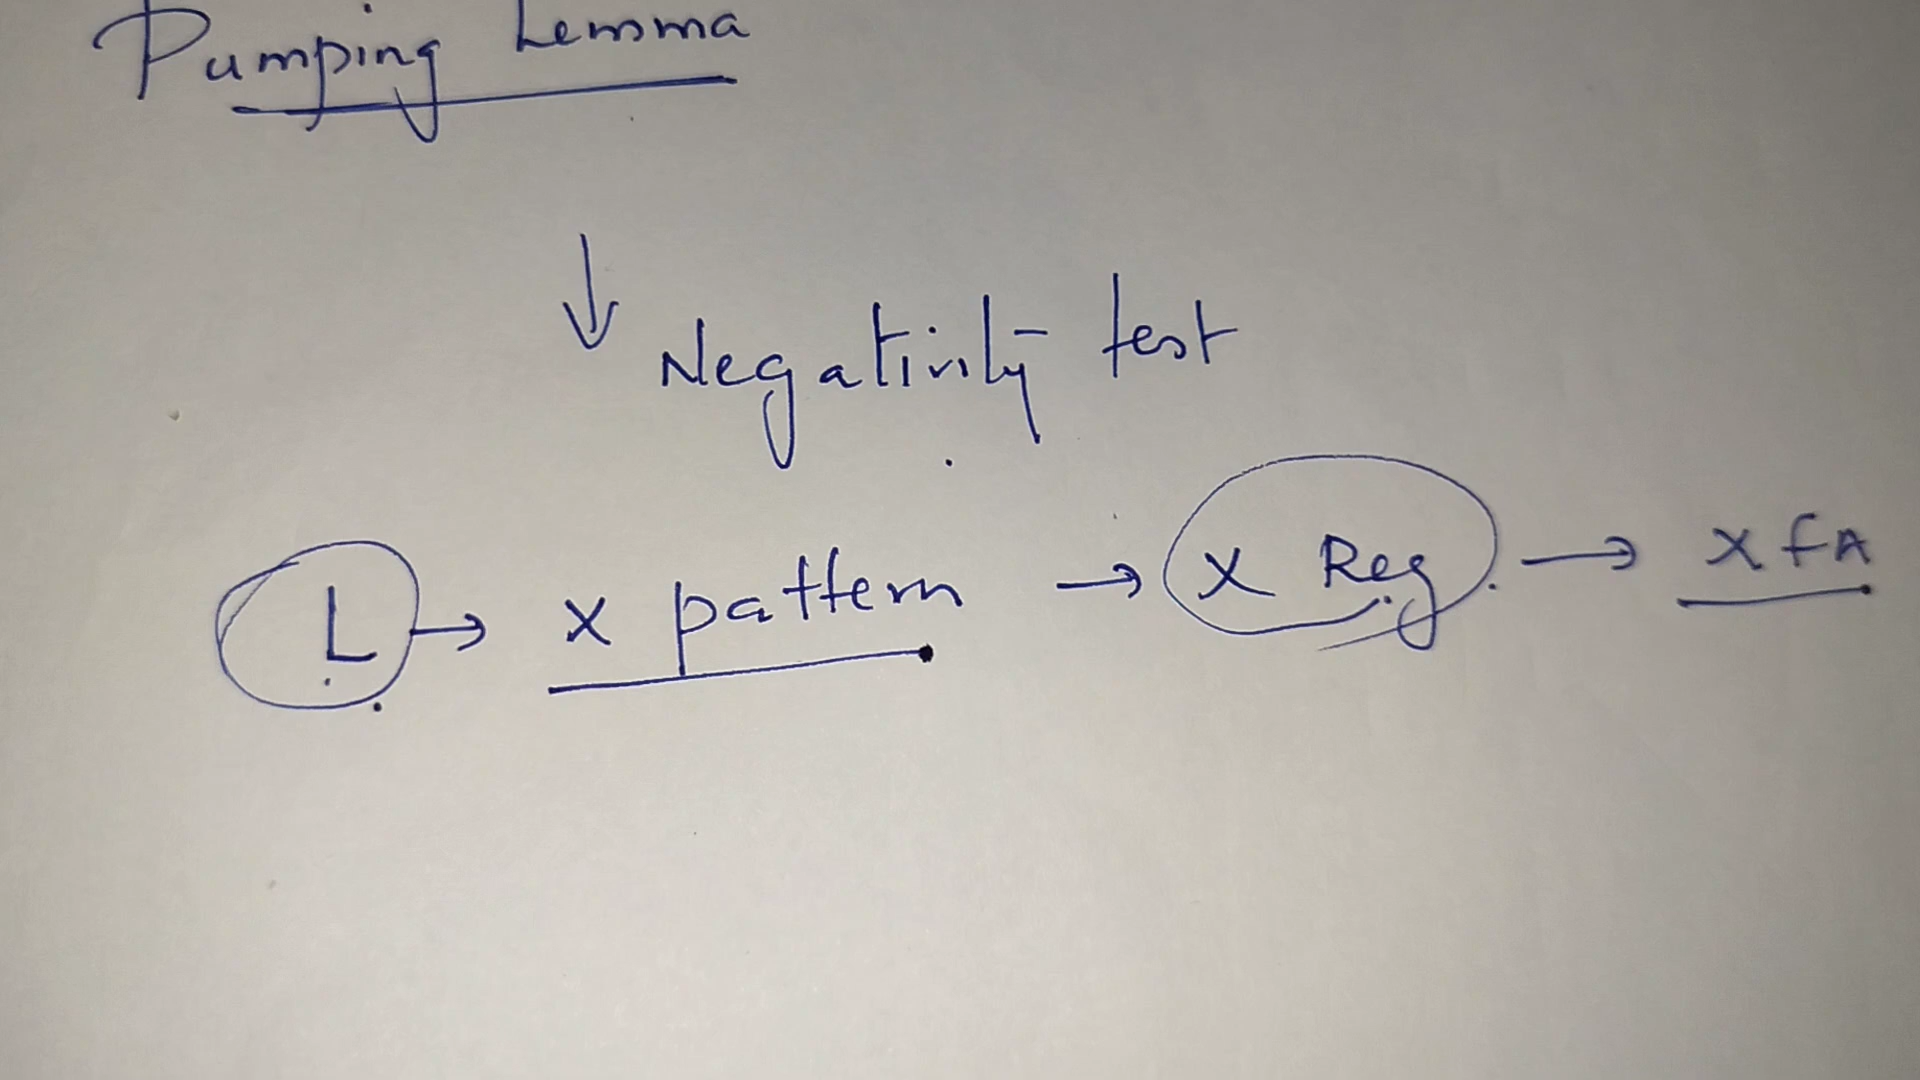 Pumping Lemma
↓ Negativity test
L → x pattern → x Reg → x FA